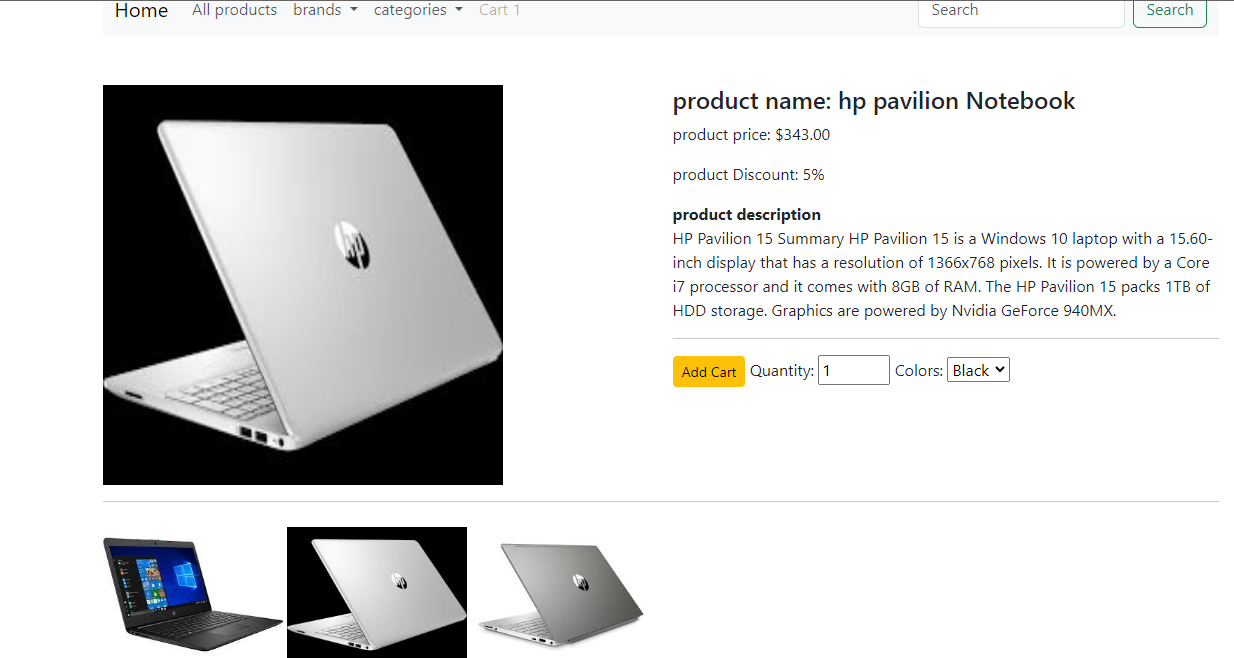 Home All products brands categories Cart 1 Search Search
product name: hp pavilion Notebook
product price: $343.00
product Discount: 5%
product description
HP Pavilion 15 Summary HP Pavilion 15 is a Windows 10 laptop with a 15.60-
inch display that has a resolution of 1366x768 pixels. It is powered by a Core
i7 processor and it comes with 8GB of RAM. The HP Pavilion 15 packs 1TB of
HDD storage. Graphics are powered by Nvidia GeForce 940MX.
Add Cart Quantity: 1 Colors: Black
hp
hp
hp